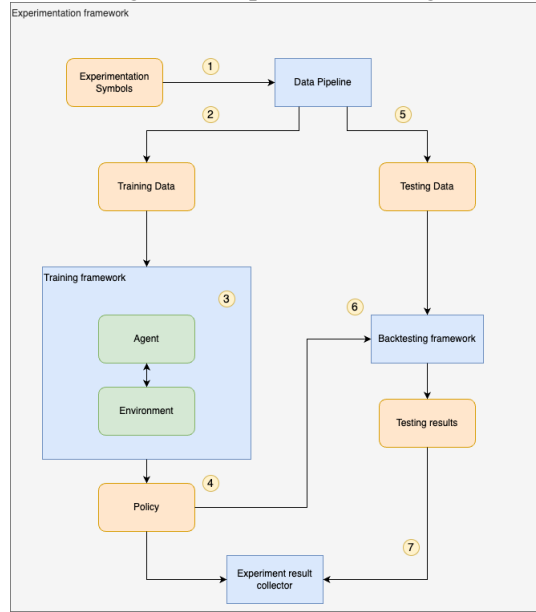 Experimentation framework
Experimentation
Symbols
1
Data Pipeline
2
5
Training Data
Testing Data
Training framework
3
6
Agent
Backtesting framework
Environment
Testing results
4
Policy
7
Experiment result
collector